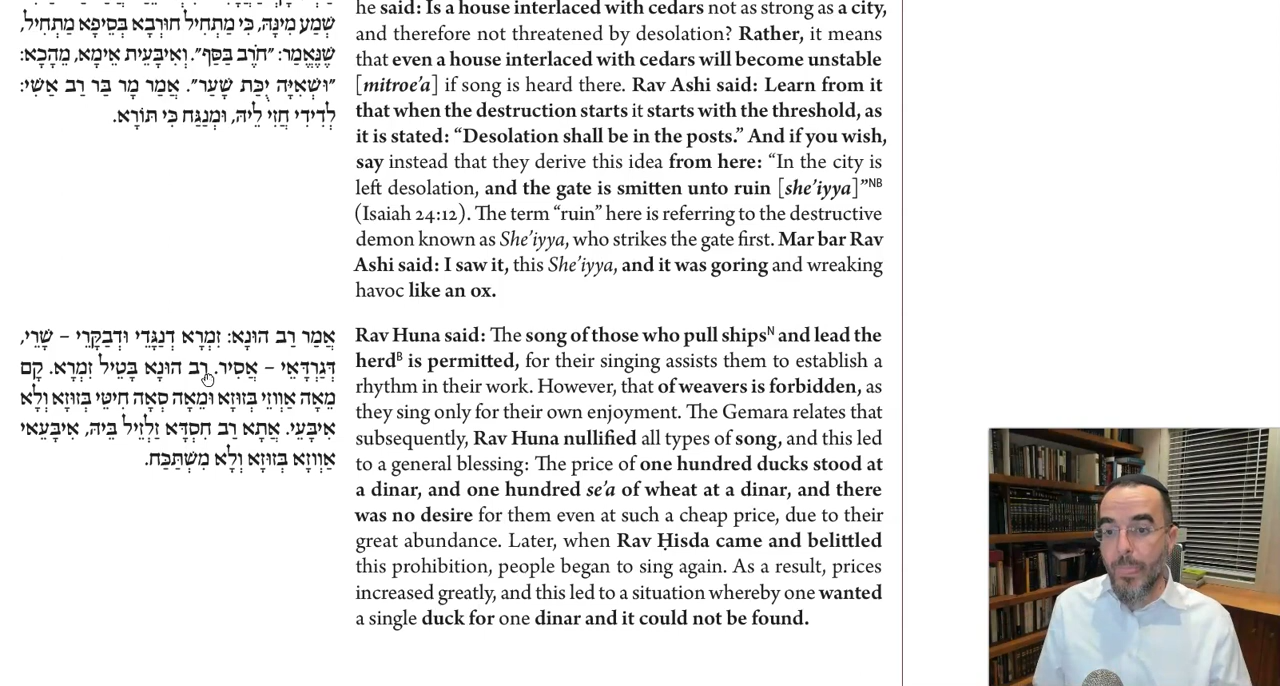 שְׁמַע מִינָּהּ, כִּי מַתְחִיל חוּרְבָּא בְּסִיפָּא מַתְחִיל,
שֶׁנֶּאֱמַר: ״חֹרֶב בַּסַּף״. וְאִיבָּעֵית אֵימָא, מֵהָכָא:
״וּשְׁאִיָּה יֻכַּת שָׁעַר״. אֲמַר מָר בַּר רַב אַשִׁי:
לְדִידִי חֲזֵי לֵיהּ, וּמְנַגַּח כִּי תּוֹרָא.
he said: Is a house interlaced with cedars not as strong as a city,
and therefore not threatened by desolation? Rather, it means
that even a house interlaced with cedars will become unstable
[mitroe’a] if song is heard there. Rav Ashi said: Learn from it
that when the destruction starts it starts with the threshold, as
it is stated: “Desolation shall be in the posts.” And if you wish,
say instead that they derive this idea from here: “In the city is
left desolation, and the gate is smitten unto ruin [she’iyya]”NB
(Isaiah 24:12). The term “ruin” here is referring to the destructive
demon known as She’iyya, who strikes the gate first. Mar bar Rav
Ashi said: I saw it, this She’iyya, and it was goring and wreaking
havoc like an ox.
אֲמַר רַב הוּנָא: זִמְרָא דְנַגָּדֵי וּדְבַקָּרֵי – שְׁרֵי,
דְּגַרְדָּאֵי – אֲסִיר. רַב הוּנָא בַּטֵּיל זִמְרָא. קָם
מְאָה אַווֹזֵי בְּזוּזָא וּמְאָה סְאָה חִיטֵּי בְּזוּזָא וְלָא
אִיבָּעֵי. אֲתָא רַב חִסְדָּא זַלְזֵיל בֵּיהּ, אִיבְּעַאי
אַווֹזָא בְּזוּזָא וְלָא מִשְׁתְּכַּח.
Rav Huna said: The song of those who pull shipsN and lead the
herdB is permitted, for their singing assists them to establish a
rhythm in their work. However, that of weavers is forbidden, as
they sing only for their own enjoyment. The Gemara relates that
subsequently, Rav Huna nullified all types of song, and this led
to a general blessing: The price of one hundred ducks stood at
a dinar, and one hundred se’a of wheat at a dinar, and there
was no desire for them even at such a cheap price, due to their
great abundance. Later, when Rav Ḥisda came and belittled
this prohibition, people began to sing again. As a result, prices
increased greatly, and this led to a situation whereby one wanted
a single duck for one dinar and it could not be found.